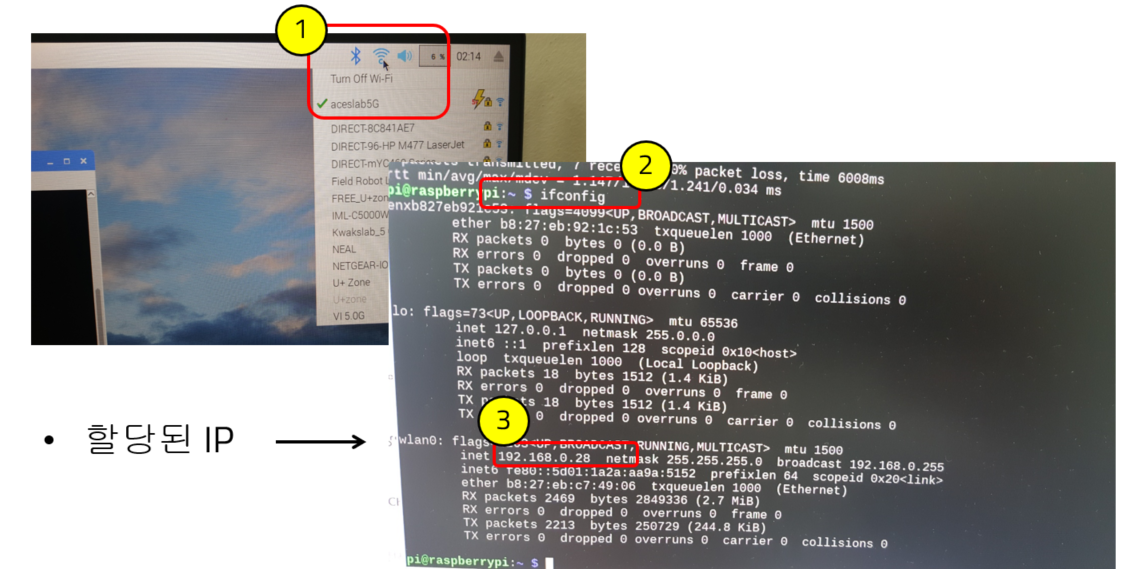 1
6 % 02:14
Turn Off Wi-Fi
aceslab5G
DIRECT-8C841AE7
DIRECT-96-HP M477 LaserJet
Field Robot
FREE_U+zon
IML-C5000W
Kwakslab_5
NEAL
NETGEAR-IO
U+ Zone
U+zone
VI 5.0G
2
packets transmitted, 7 rece 0% packet loss, time 6008ms
rtt min/avg/max/mdev = 1.147/1. /1.241/0.034 ms
pi@raspberrypi:~ $ ifconfig
flags=4099<UP,BROADCAST,MULTICAST> mtu 1500
ether b8:27:eb:92:1c:53 txqueuelen 1000 (Ethernet)
RX packets 0 bytes 0 (0.0 B)
RX errors 0 dropped 0 overruns 0 frame 0
TX packets 0 bytes 0 (0.0 B)
TX errors 0 dropped 0 overruns 0 carrier 0 collisions 0
lo: flags=73<UP,LOOPBACK,RUNNING> mtu 65536
inet 127.0.0.1 netmask 255.0.0.0
inet6 ::1 prefixlen 128 scopeid 0x10<host>
loop txqueuelen 1000 (Local Loopback)
RX packets 18 bytes 1512 (1.4 KiB)
RX errors 0 dropped 0 overruns 0 frame 0
TX ts 18 bytes 1512 (1.4 KiB)
TX 0 dropped 0 overruns 0 carrier 0 collisions 0
3
• 할당된 IP
wlan0: flags <UP,BROADCAST,RUNNING,MULTICAST> mtu 1500
inet 192.168.0.28 netmask 255.255.255.0 broadcast 192.168.0.255
inet6 fe80::5d01:1a2a:aa9a:5152 prefixlen 64 scopeid 0x20<link>
ether b8:27:eb:c7:49:06 txqueuelen 1000 (Ethernet)
RX packets 2469 bytes 2849336 (2.7 MiB)
RX errors 0 dropped 0 overruns 0 frame 0
TX packets 2213 bytes 250729 (244.8 KiB)
TX errors 0 dropped 0 overruns 0 carrier 0 collisions 0
pi@raspberrypi:~ $